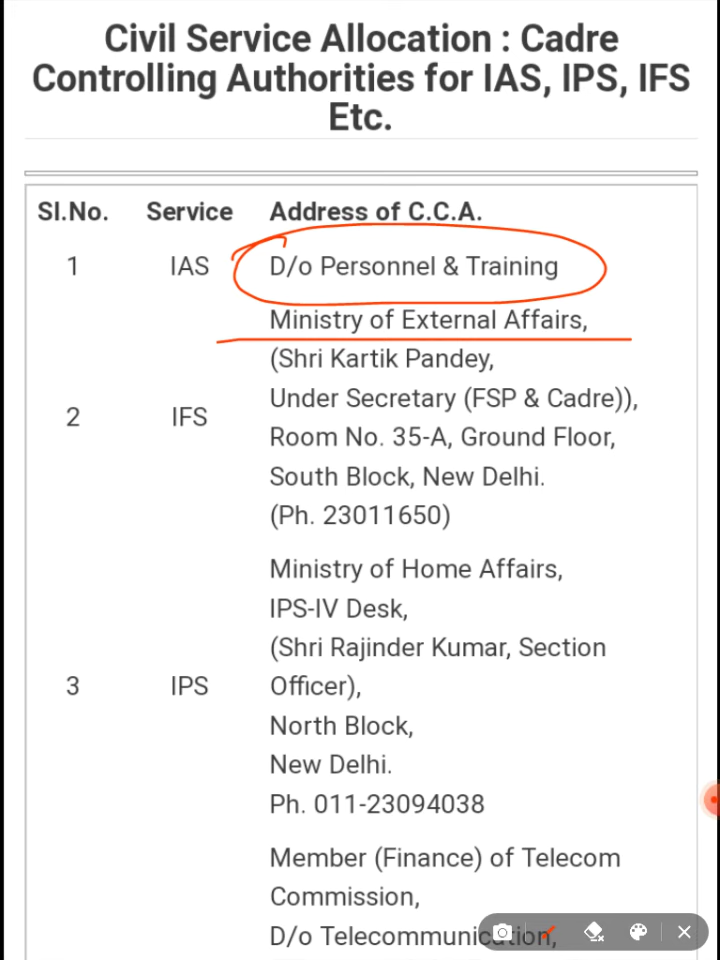 Civil Service Allocation : Cadre
Controlling Authorities for IAS, IPS, IFS
Etc.
Sl.No. Service Address of C.C.A.
1 IAS D/o Personnel & Training
Ministry of External Affairs,
(Shri Kartik Pandey,
Under Secretary (FSP & Cadre)),
2 IFS Room No. 35-A, Ground Floor,
South Block, New Delhi.
(Ph. 23011650)
Ministry of Home Affairs,
IPS-IV Desk,
(Shri Rajinder Kumar, Section
3 IPS Officer),
North Block,
New Delhi.
Ph. 011-23094038
Member (Finance) of Telecom
Commission,
D/o Telecommunication,